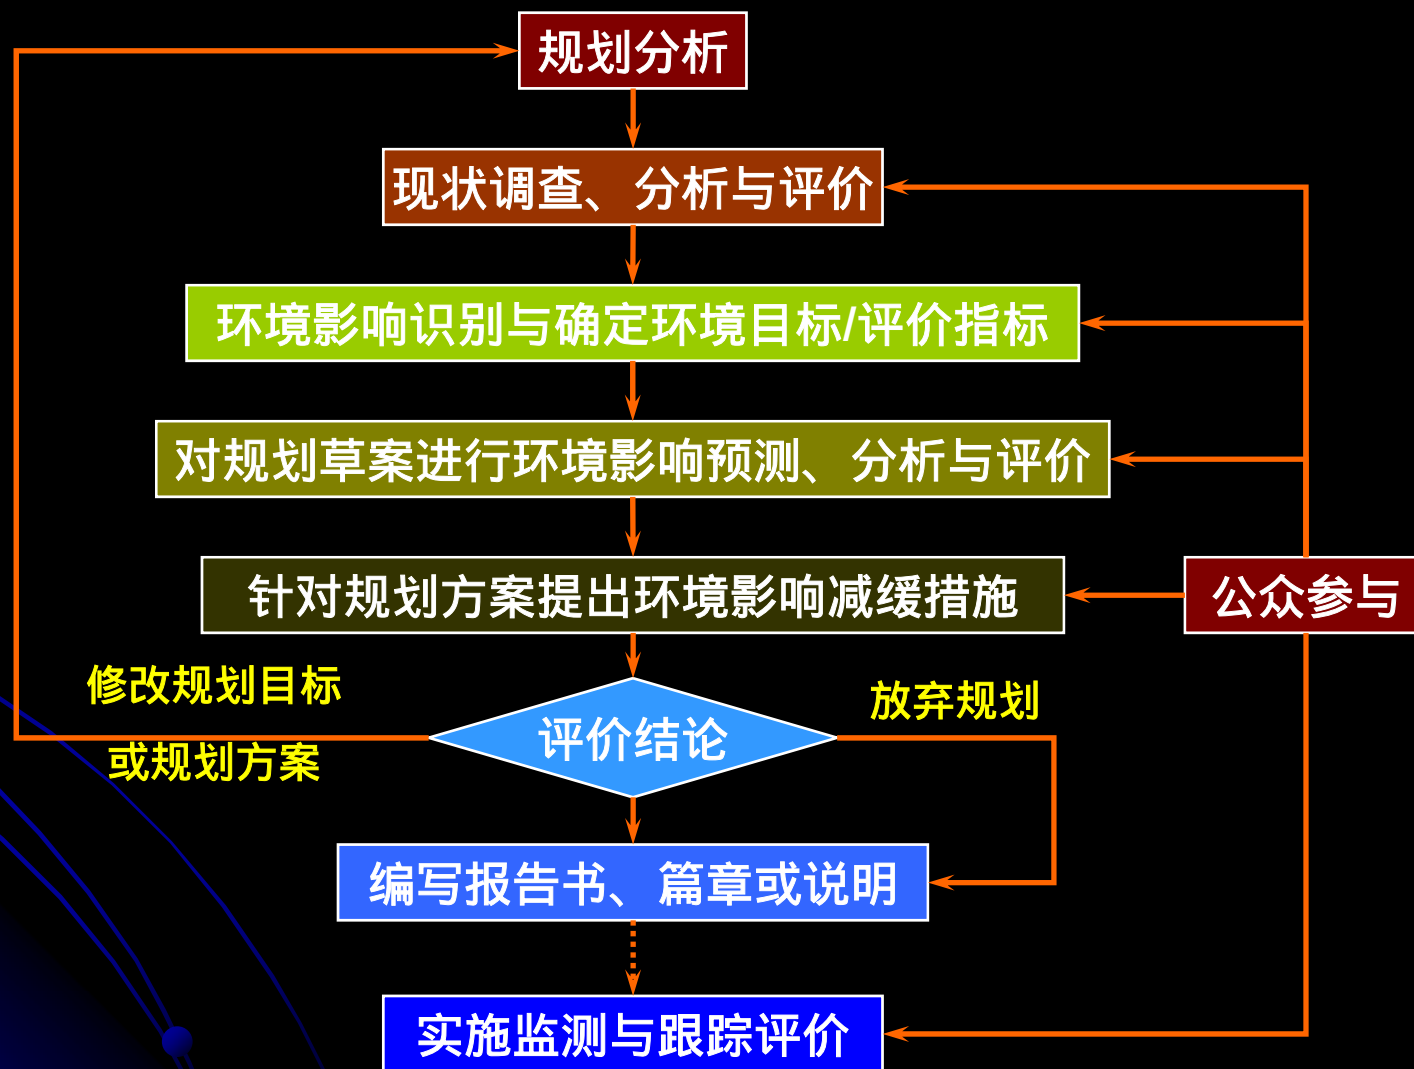 规划分析
现状调查、分析与评价
环境影响识别与确定环境目标/评价指标
对规划草案进行环境影响预测、分析与评价
针对规划方案提出环境影响减缓措施
公众参与
修改规划目标
或规划方案
评价结论
放弃规划
编写报告书、篇章或说明
实施监测与跟踪评价